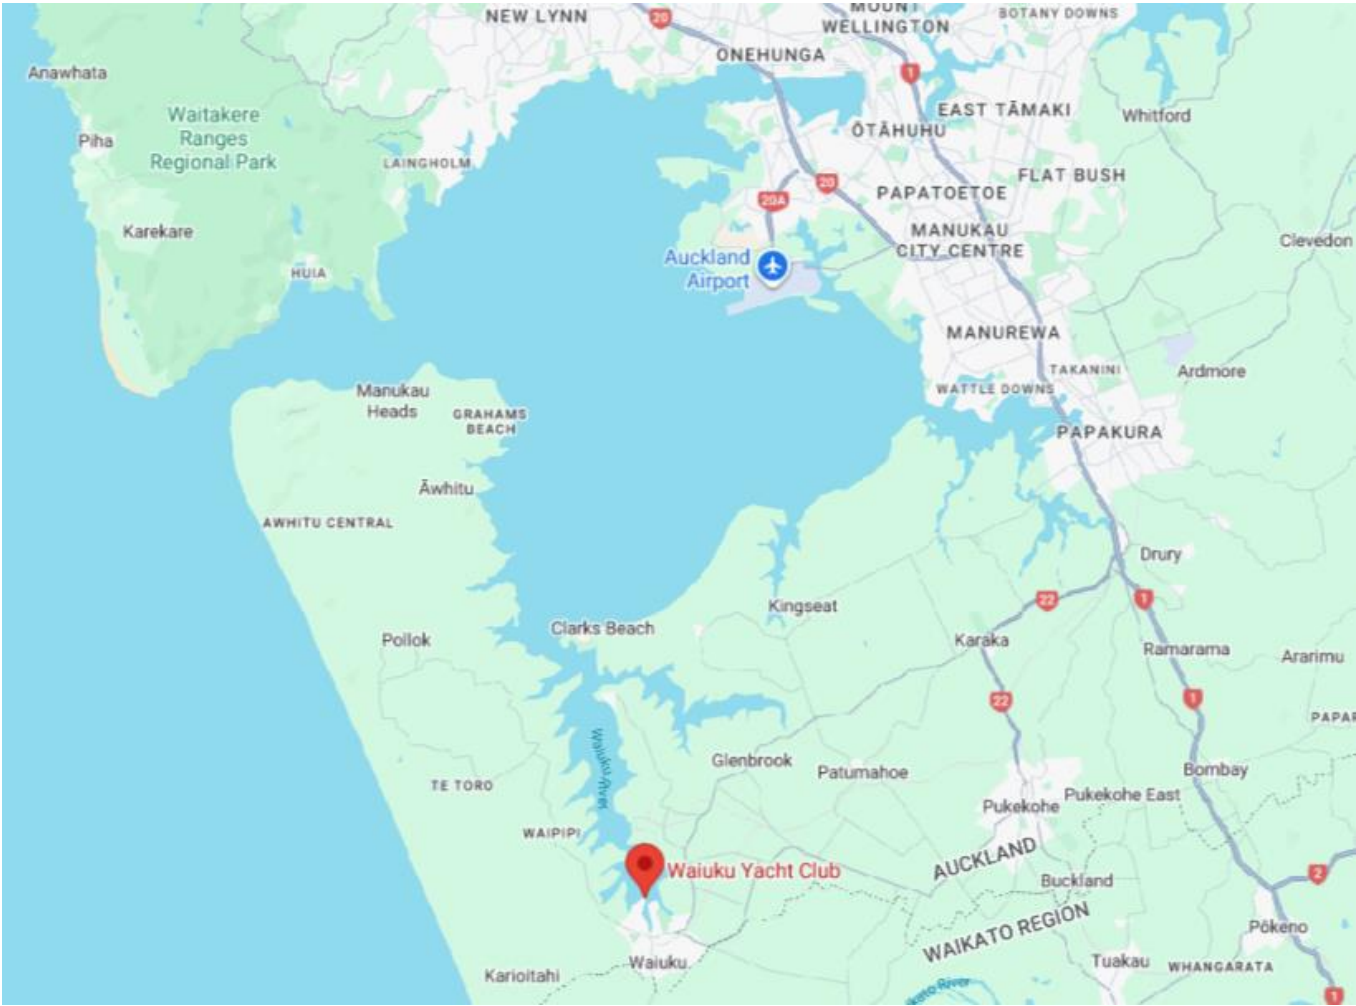 NEW LYNN
20
MOUNT
WELLINGTON
BOTANY DOWNS
ONEHUNGA
Anawhata
1
EAST TĀMAKI
Whitford
Waitakere
Ranges
Regional Park
ŌTĀHUHU
Piha
LAINGHOLM
FLAT BUSH
20
20A
PAPATOETOE
Karekare
MANUKAU
CITY CENTRE
Clevedon
Auckland
Airport
HUIA
MANUREWA
TAKANINI
Ardmore
Manukau
Heads
WATTLE DOWNS
GRAHAMS
BEACH
PAPAKURA
Āwhitu
AWHITU CENTRAL
Drury
Kingseat
22
1
Clarks Beach
Pollok
Karaka
Ramarama
Ararimu
22
1
PAPAR
Waiuku River
Glenbrook
Patumahoe
Bombay
TE TORO
Pukekohe
Pukekohe East
WAIPIPI
Waiuku Yacht Club
AUCKLAND
Buckland
2
WAIKATO REGION
Pōkeno
Waiuku
Karioitahi
Tuakau
WHANGARATA
kato River
1